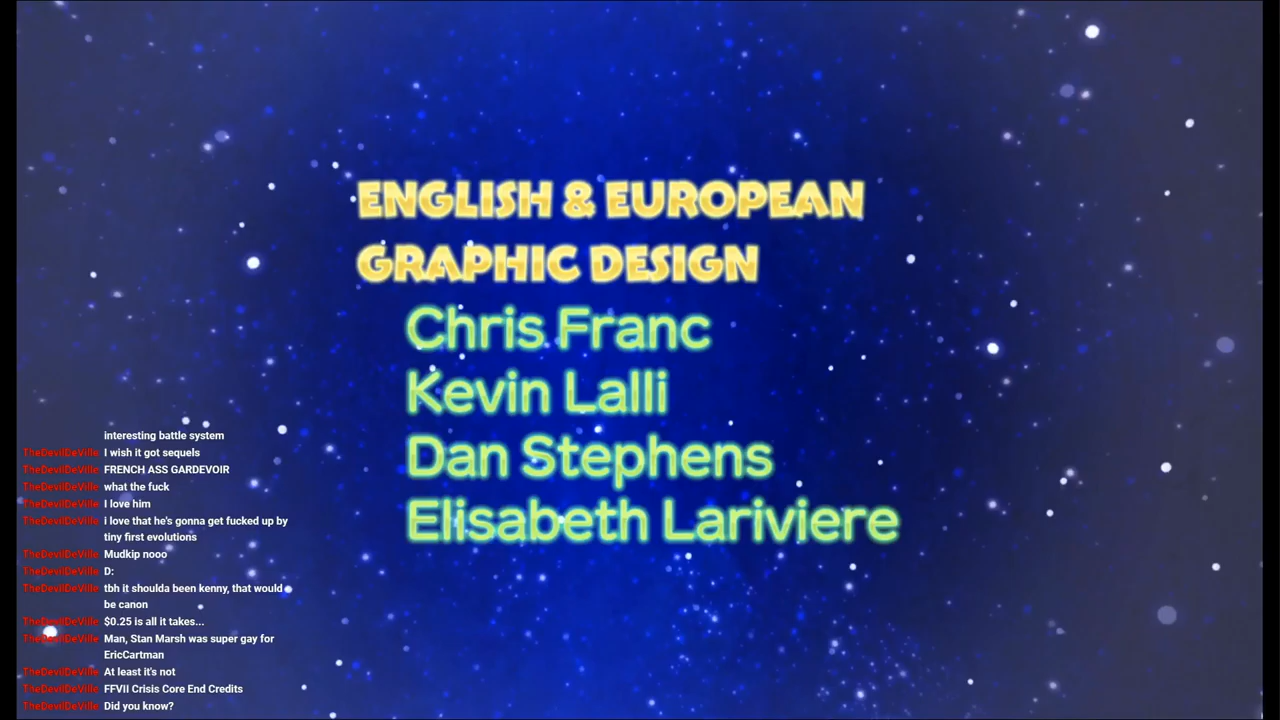 ENGLISH & EUROPEAN
GRAPHIC DESIGN
Chris Franc
Kevin Lalli
Dan Stephens
Elisabeth Lariviere
interesting battle system
TheDevilDeVille I wish it got sequels
TheDevilDeVille FRENCH ASS GARDEVOIR
TheDevilDeVille what the fuck
TheDevilDeVille I love him
TheDevilDeVille i love that he's gonna get fucked up by
tiny first evolutions
TheDevilDeVille Mudkip nooo
TheDevilDeVille D:
TheDevilDeVille tbh it shoulda been kenny, that would
be canon
TheDevilDeVille $0.25 is all it takes...
TheDevilDeVille Man, Stan Marsh was super gay for
EricCartman
TheDevilDeVille At least it's not
TheDevilDeVille FFVII Crisis Core End Credits
TheDevilDeVille Did you know?